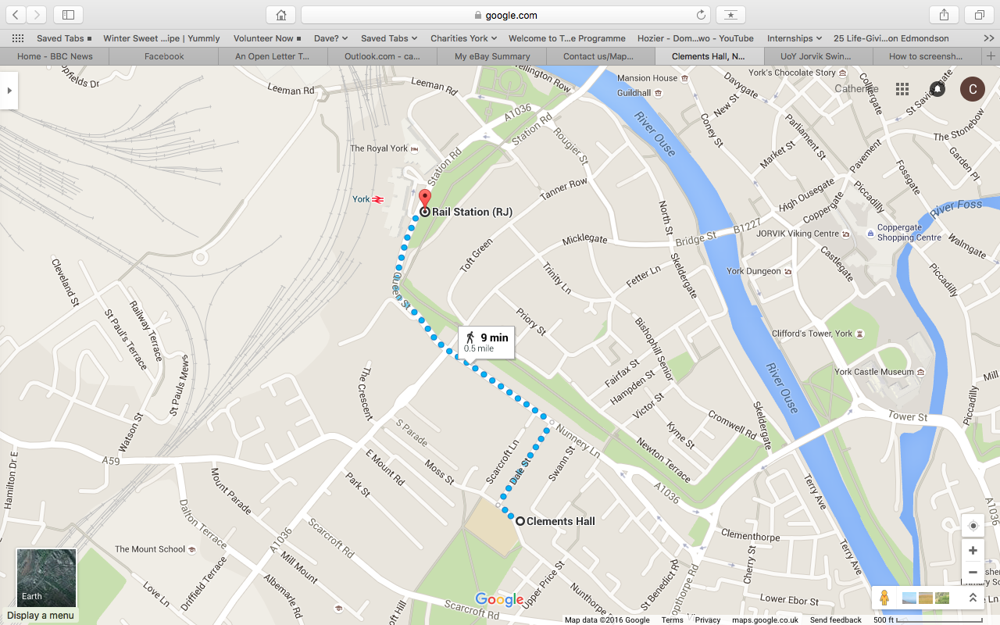 google.com
Saved Tabs
Winter Sweet ...ipe | Yummly
Volunteer Now
Dave?
Saved Tabs
Charities York
Welcome to T...e Programme
Hozier - Dom...wo - YouTube
Internships
25 Life-Givi...on Edmondson
>>
Home - BBC News
Facebook
An Open Letter T...
Outlook.com - ca...
My eBay Summary
Contact us/Map...
Clements Hall, N...
UoY Jorvik Swin...
How to screensh...
+
Leeman Rd
Leeman Rd
A1036
Station Rd
Station Rd
Rougier St
Mansion House
Guildhall
York's Chocolate Story
Catherine
C
Davygate
New St
Coney St
Parliament St
Market St
Pavement
The Stonebow
Garden Pl
Fossgate
Piccadilly
River Ouse
The Royal York
York
Rail Station (RJ)
Tanner Row
North St
High Ousegate
Coppergate
River Foss
Micklegate
Bridge St
B1227
JORVIK Viking Centre
Coppergate
Shopping Centre
Walmgate
Castlegate
Piccadilly
Toft Green
Trinity Ln
Fetter Ln
Skeldergate
York Dungeon
Queen St
Cleveland St
St Paul's Terrace
Railway Terrace
St Pauls Mews
Watson St
Priory St
Bishophill Senior
Clifford's Tower, York
9 min
0.5 mile
Fairfax St
Hampden St
Victor St
Kyme St
Cromwell Rd
Skeldergate
River Ouse
York Castle Museum
Mill
Piccadilly
Tower St
The Crescent
S Parade
Nunnery Ln
Newton Terrace
A59
Hamilton Dr E
E Mount Rd
Moss St
Scarcroft Ln
Dale St
Swann St
Park St
Mount Parade
Dalton Terrace
A1036
A1036
Terry Ave
A1036
Clements Hall
Scarcroft Rd
The Mount School
Mill Mount
Albemarle Rd
Love Ln
Driffield Terrace
Clementhorpe
Cherry St
Terry Ave
St Benedict Rd
Upper Price St
Scarcroft Rd
Lower Ebor St
Earth
Display a menu
Google
+
−
Map data ©2016 Google
Terms
Privacy
maps.google.co.uk
Send feedback
500 ft